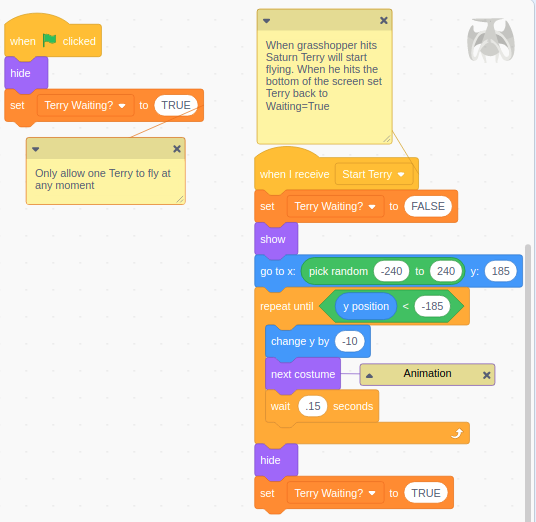 when clicked
hide
set Terry Waiting? to TRUE
Only allow one Terry to fly at
any moment
When grasshopper hits
Saturn Terry will start
flying. When he hits the
bottom of the screen set
Terry back to
Waiting=True
when I receive Start Terry
set Terry Waiting? to FALSE
show
go to x: pick random -240 to 240 y: 185
repeat until y position < -185
change y by -10
next costume
Animation
wait .15 seconds
hide
set Terry Waiting? to TRUE